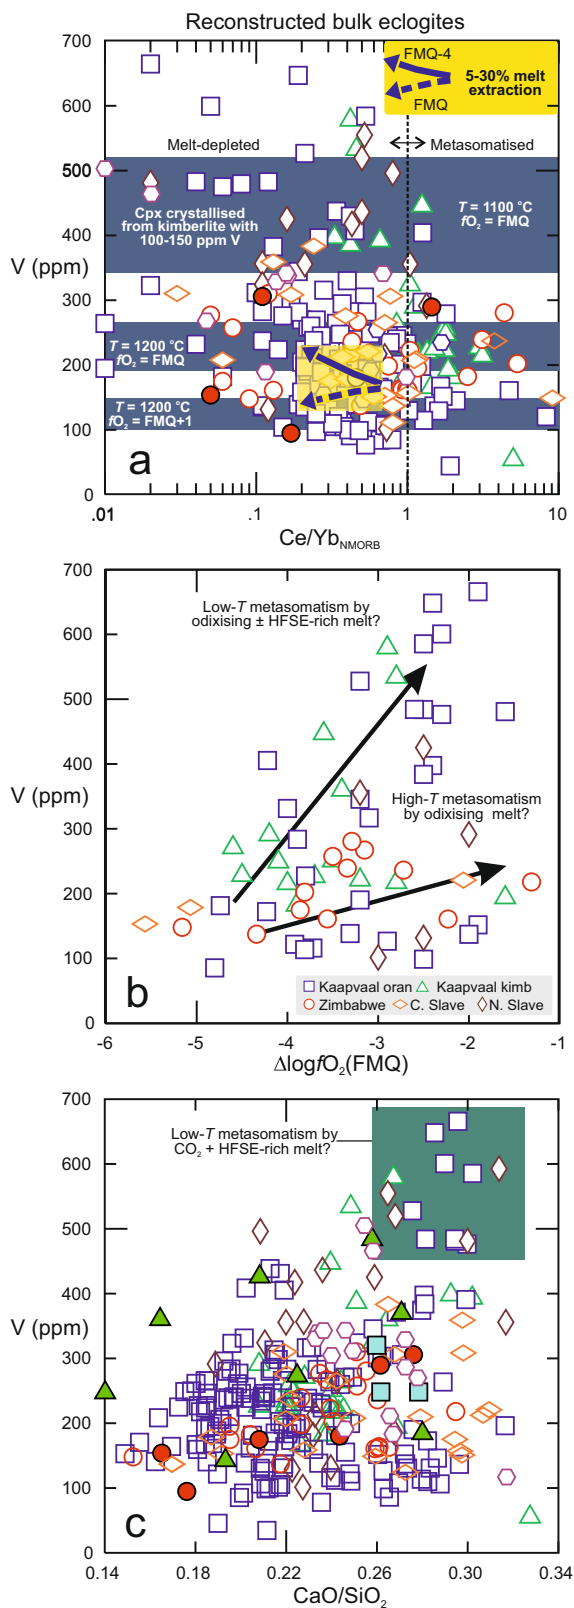 Reconstructed bulk eclogites
700
600
500
400
V (ppm)
300
200
100
0
FMQ-4
5-30% melt
extraction
FMQ
Melt-depleted
Metasomatised
Cpx crystallised
from kimberlite with
100-150 ppm V
T = 1100 °C
fO2 = FMQ
T = 1200 °C
fO2 = FMQ
T = 1200 °C
fO2 = FMQ+1
a
.01
.1
1
10
Ce/YbNMORB
700
600
500
400
V (ppm)
300
200
100
0
Low-T metasomatism by
odixising ± HFSE-rich melt?
High-T metasomatism
by odixising melt?
b
Kaapvaal oran Kaapvaal kimb
Zimbabwe C. Slave N. Slave
-6 -5 -4 -3 -2 -1
ΔlogfO2(FMQ)
700
600
500
400
V (ppm)
300
200
100
0
Low-T metasomatism by
CO2 + HFSE-rich melt?
c
0.14 0.18 0.22 0.26 0.30 0.34
CaO/SiO2